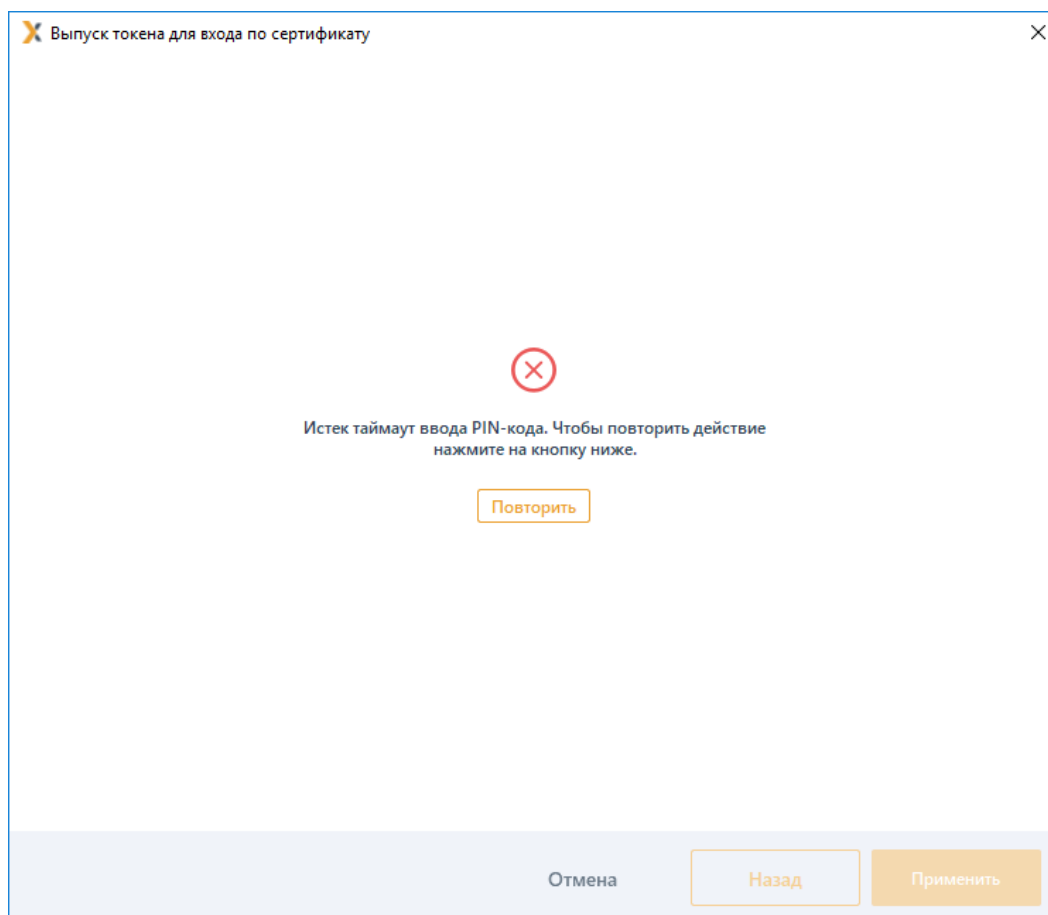 Выпуск токена для входа по сертификату
Истек таймаут ввода PIN-кода. Чтобы повторить действие
нажмите на кнопку ниже.
Повторить
Отмена
Назад
Применить